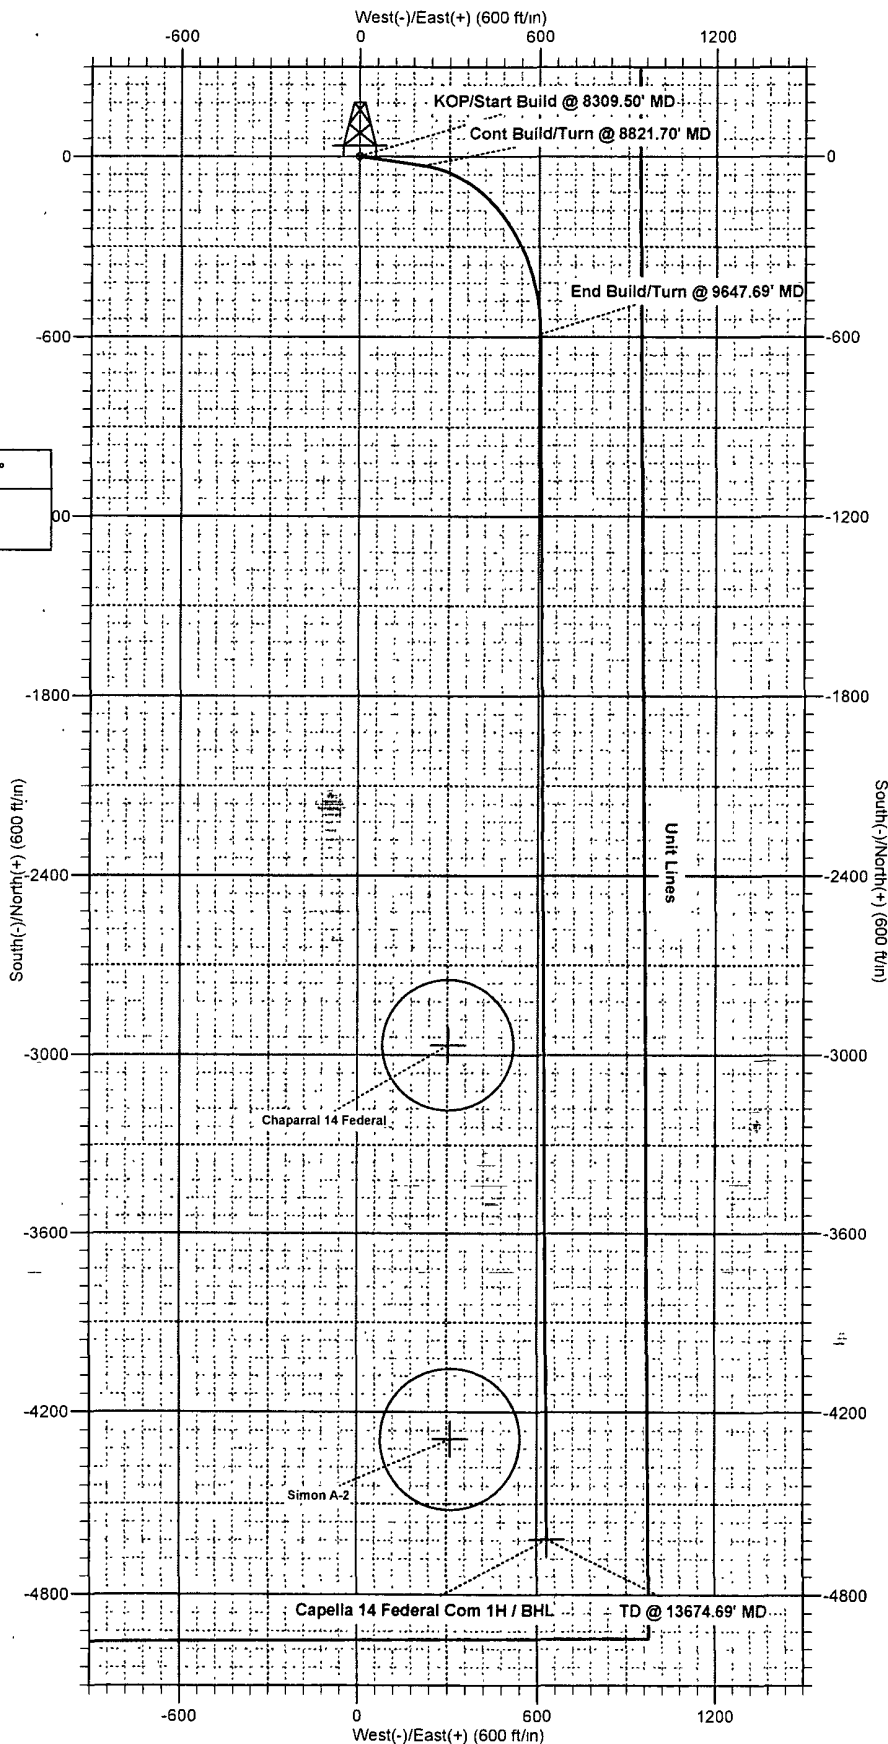 West(-)/East(+) (600 ft/in)
-600 0 600 1200
KOP/Start Build @ 8309.50' MD
Cont Build/Turn @ 8821.70' MD
0 0
End Build/Turn @ 9647.69' MD
-600 -600
°
00 -1200
-1800 -1800
South(-)/North(+) (600 ft/in)
South(-)/North(+) (600 ft/in)
Unit Lines
-2400 -2400
-3000 -3000
Chaparral 14 Federal
-3600 -3600
-4200 -4200
Simon A-2
-4800 -4800
Capella 14 Federal Com 1H / BHL
TD @ 13674.69' MD
-600 0 600 1200
West(-)/East(+) (600 ft/in)